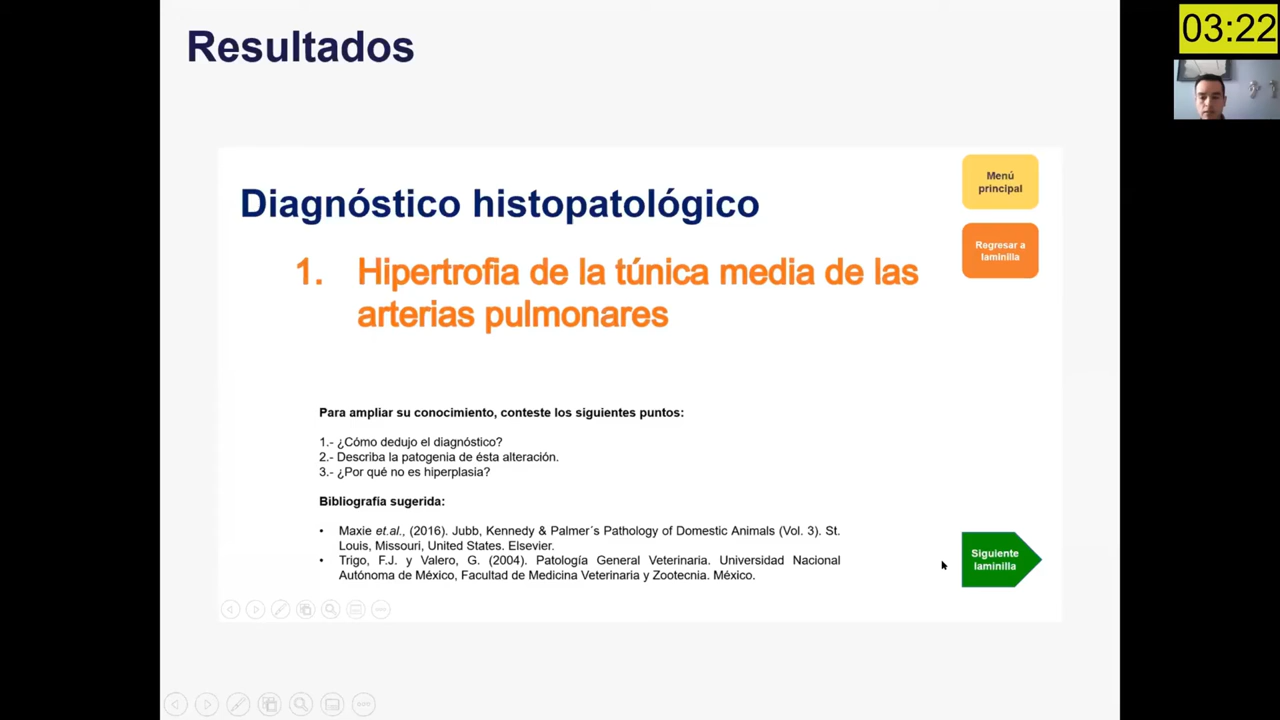 Resultados
03:22
Diagnóstico histopatológico
Menú
principal
Regresar a
laminilla
1. Hipertrofia de la túnica media de las
arterias pulmonares
Para ampliar su conocimiento, conteste los siguientes puntos:
1.- ¿Cómo dedujo el diagnóstico?
2.- Describa la patogenia de ésta alteración.
3.- ¿Por qué no es hiperplasia?
Bibliografía sugerida:
• Maxie et.al., (2016). Jubb, Kennedy & Palmer´s Pathology of Domestic Animals (Vol. 3). St.
Louis, Missouri, United States. Elsevier.
• Trigo, F.J. y Valero, G. (2004). Patología General Veterinaria. Universidad Nacional
Autónoma de México, Facultad de Medicina Veterinaria y Zootecnia. México.
Siguiente
laminilla